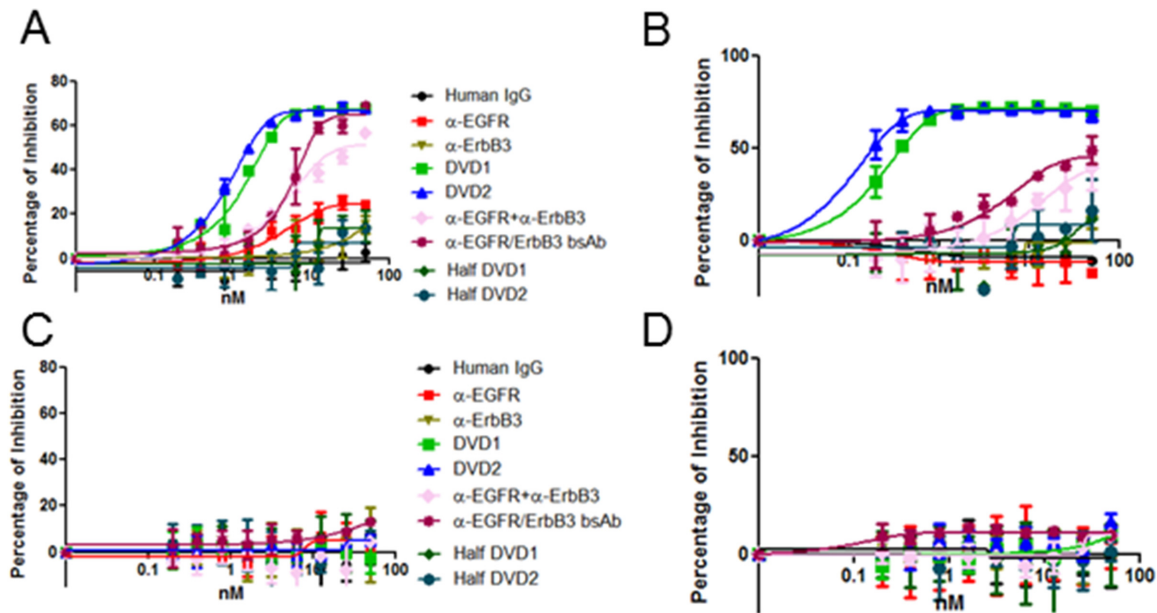 A
Percentage of Inhibition
80
60
40
20
0
0.1
1
10
100
nM
Human IgG
α-EGFR
α-ErbB3
DVD1
DVD2
α-EGFR+α-ErbB3
α-EGFR/ErbB3 bsAb
Half DVD1
Half DVD2
B
Percentage of Inhibition
100
50
0
0.1
100
nM
C
Percentage of Inhibition
80
60
40
20
0
0.1
1
10
100
nM
Human IgG
α-EGFR
α-ErbB3
DVD1
DVD2
α-EGFR+α-ErbB3
α-EGFR/ErbB3 bsAb
Half DVD1
Half DVD2
D
Percentage of Inhibition
100
50
0
0.1
1
10
100
nM